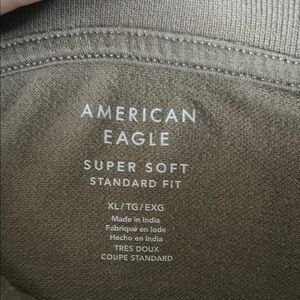 AMERICAN
EAGLE
SUPER SOFT
STANDARD FIT
XL/TG/EXG
Made in India
Fabriqué en Inde
Hecho en India
TRÈS DOUX
COUPE STANDARD